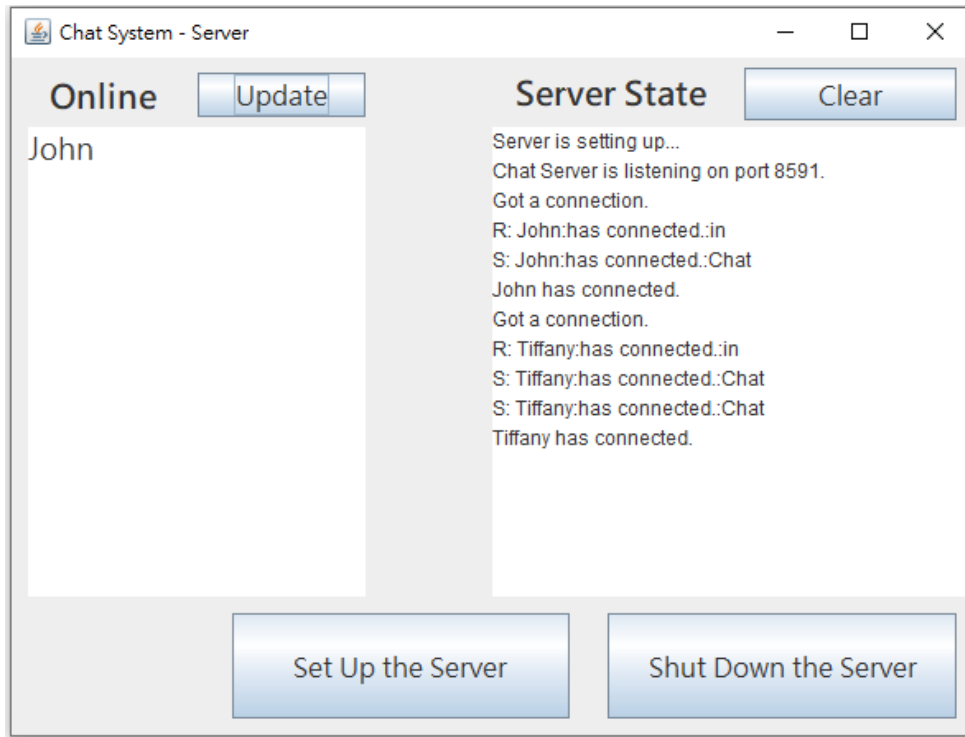 Chat System - Server
Online
Update
John
Server State
Clear
Server is setting up...
Chat Server is listening on port 8591.
Got a connection.
R: John:has connected.:in
S: John:has connected.:Chat
John has connected.
Got a connection.
R: Tiffany:has connected.:in
S: Tiffany:has connected.:Chat
S: Tiffany:has connected.:Chat
Tiffany has connected.
Set Up the Server
Shut Down the Server